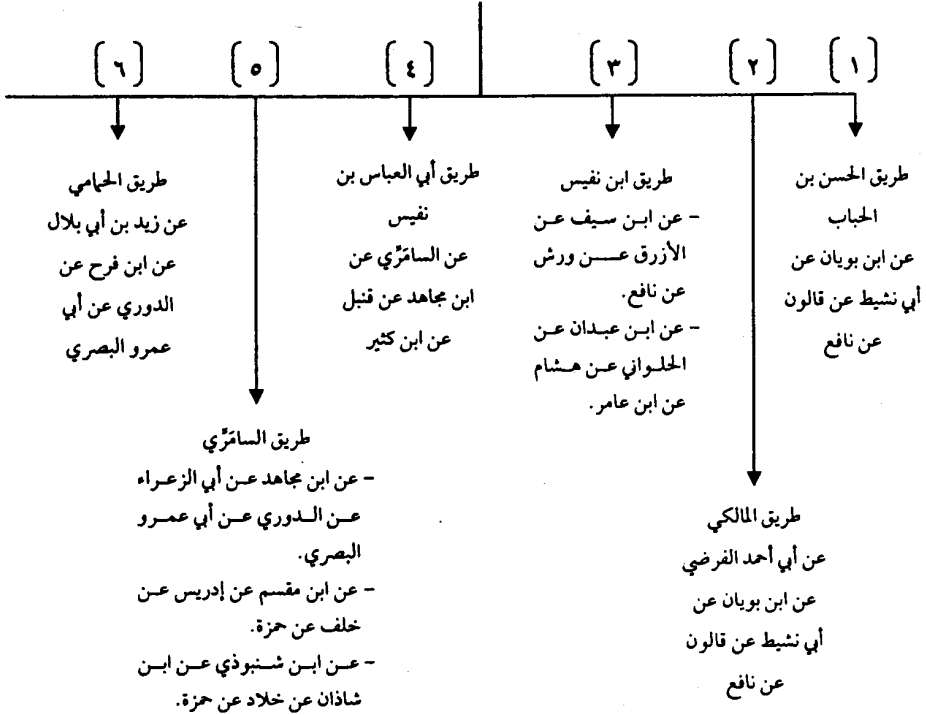 (١)
طريق الحسن بن
الحباب
عن ابن بويان عن
أبي نشيط عن قالون
عن نافع
(٢)
طريق المالكي
عن أبي أحمد الفرضي
عن ابن بويان عن
أبي نشيط عن قالون
عن نافع
(٣)
طريق ابن نفيس
- عن ابن سيف عن
الأزرق عن ورش
عن نافع.
- عن ابن عبدان عن
الحلواني عن هشام
عن ابن عامر.
(٤)
طريق أبي العباس بن
نفيس
عن السامَرِّي عن
ابن مجاهد عن قنبل
عن ابن كثير
(٥)
طريق السامَرِّي
- عن ابن مجاهد عن أبي الزعراء
عن الدوري عن أبي عمرو
البصري.
- عن ابن مقسم عن إدريس عن
خلف عن حمزة.
- عن ابن شنبوذي عن ابن
شاذان عن خلاد عن حمزة.
(٦)
طريق الحمامي
عن زيد بن أبي بلال
عن ابن فرح عن
الدوري عن أبي
عمرو البصري